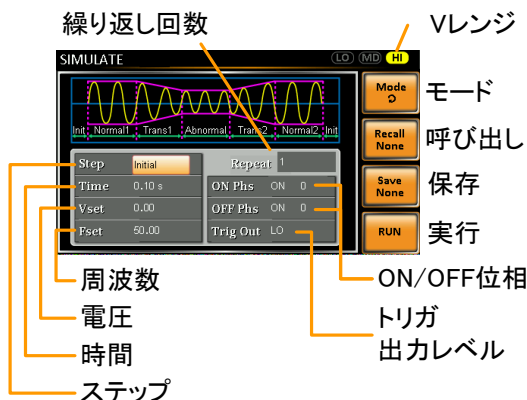 繰り返し回数
Vレンジ
SIMULATE
LO MD HI
Init Normal1 Trans1 Abnormal Trans2 Normal2 Init
Mode
モード
Recall
None
呼び出し
Save
None
保存
RUN
実行
Step Initial
Repeat 1
Time 0.10 s
ON Phs ON 0
Vset 0.00
OFF Phs ON 0
Fset 50.00
Trig Out LO
周波数
ON/OFF位相
電圧
トリガ
出力レベル
時間
ステップ